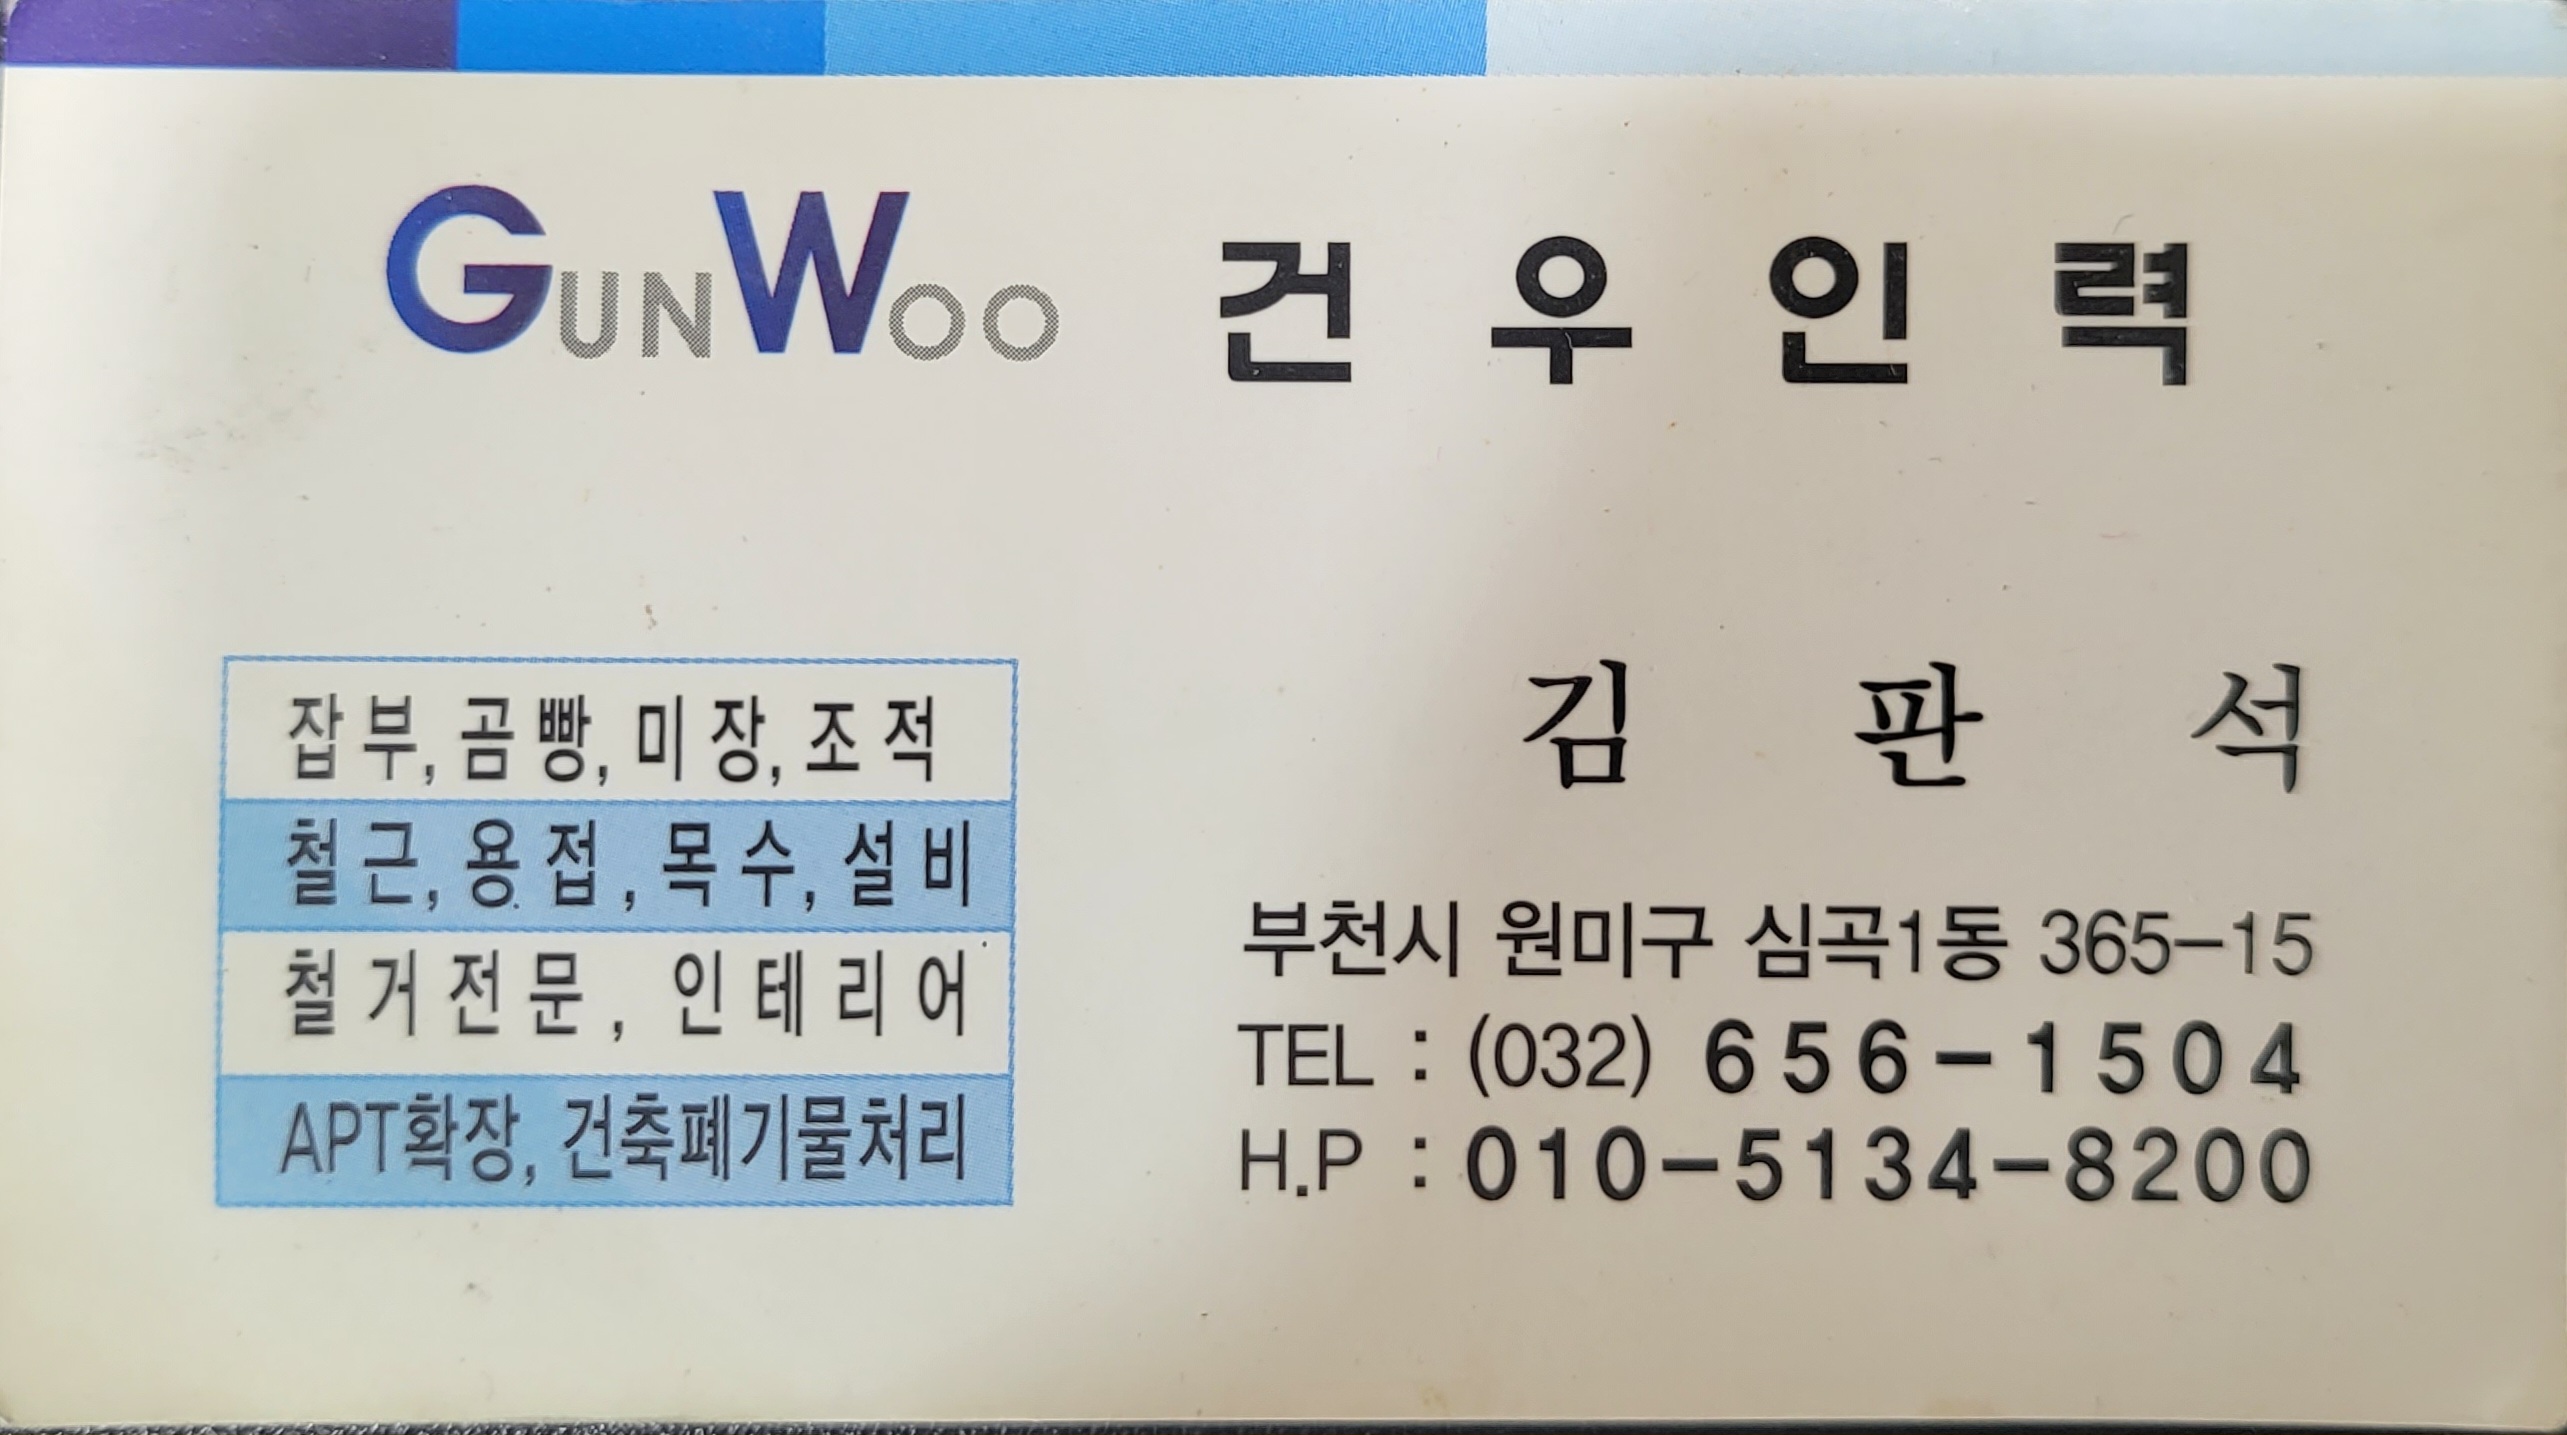 GUNWOO 건우인력
김판석
잡부, 곰빵, 미장, 조적
철근, 용접, 목수, 설비
철거전문, 인테리어
APT확장, 건축폐기물처리
부천시 원미구 심곡1동 365-15
TEL : (032) 656-1504
H.P : 010-5134-8200